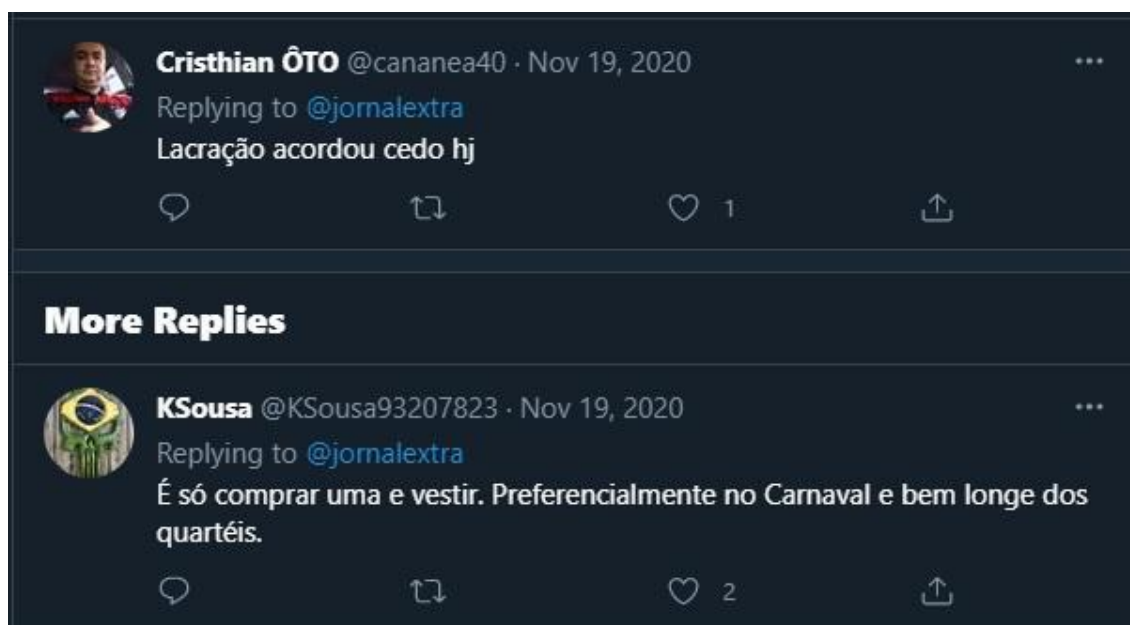 Cristhian ÔTO @cananea40 · Nov 19, 2020
Replying to @jornalextra
Lacração acordou cedo hj
1
More Replies
KSousa @KSousa93207823 · Nov 19, 2020
Replying to @jornalextra
É só comprar uma e vestir. Preferencialmente no Carnaval e bem longe dos
quartéis.
2